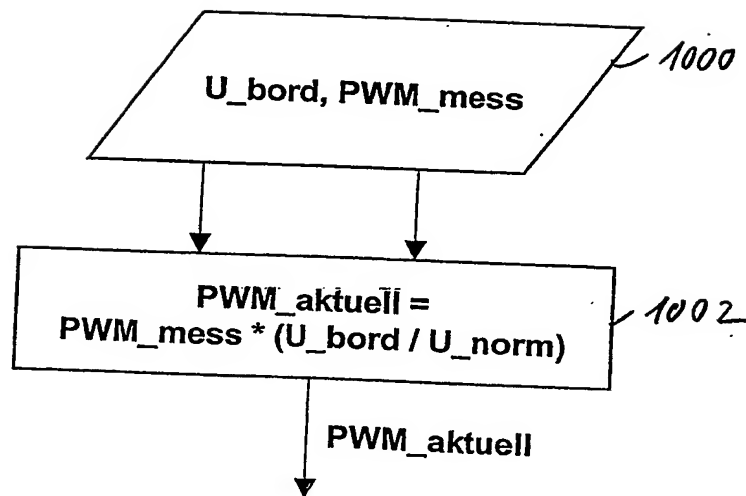 1000
U_bord, PWM_mess
PWM_aktuell =
PWM_mess * (U_bord / U_norm)
1002
PWM_aktuell